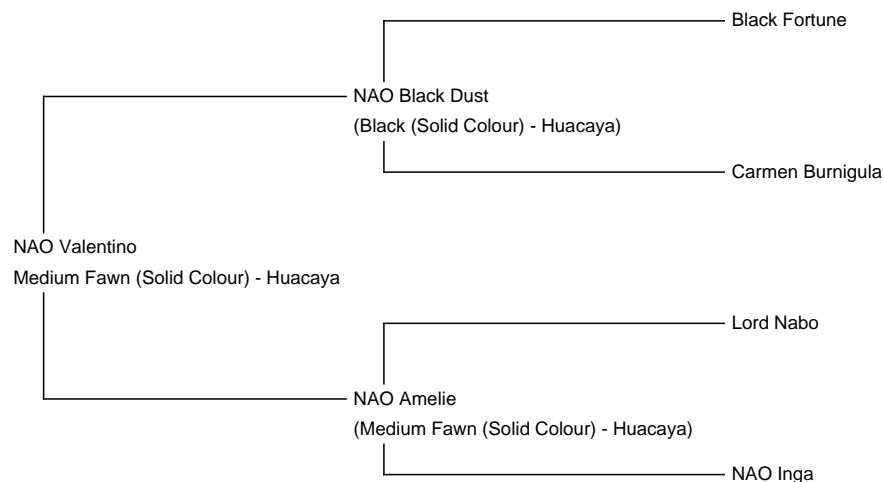 Black Fortune
NAO Black Dust
(Black (Solid Colour) - Huacaya)
Carmen Burnigula
NAO Valentino
Medium Fawn (Solid Colour) - Huacaya
Lord Nabo
NAO Amelie
(Medium Fawn (Solid Colour) - Huacaya)
NAO Inga